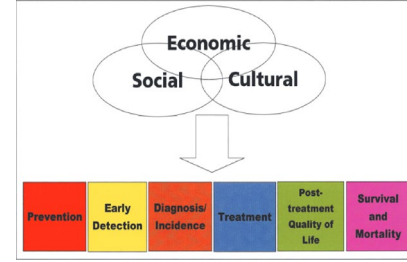 Economic
Social
Cultural
Prevention
Early
Detection
Diagnosis/
Incidence
Treatment
Post-
treatment
Quality of
Life
Survival
and
Mortality